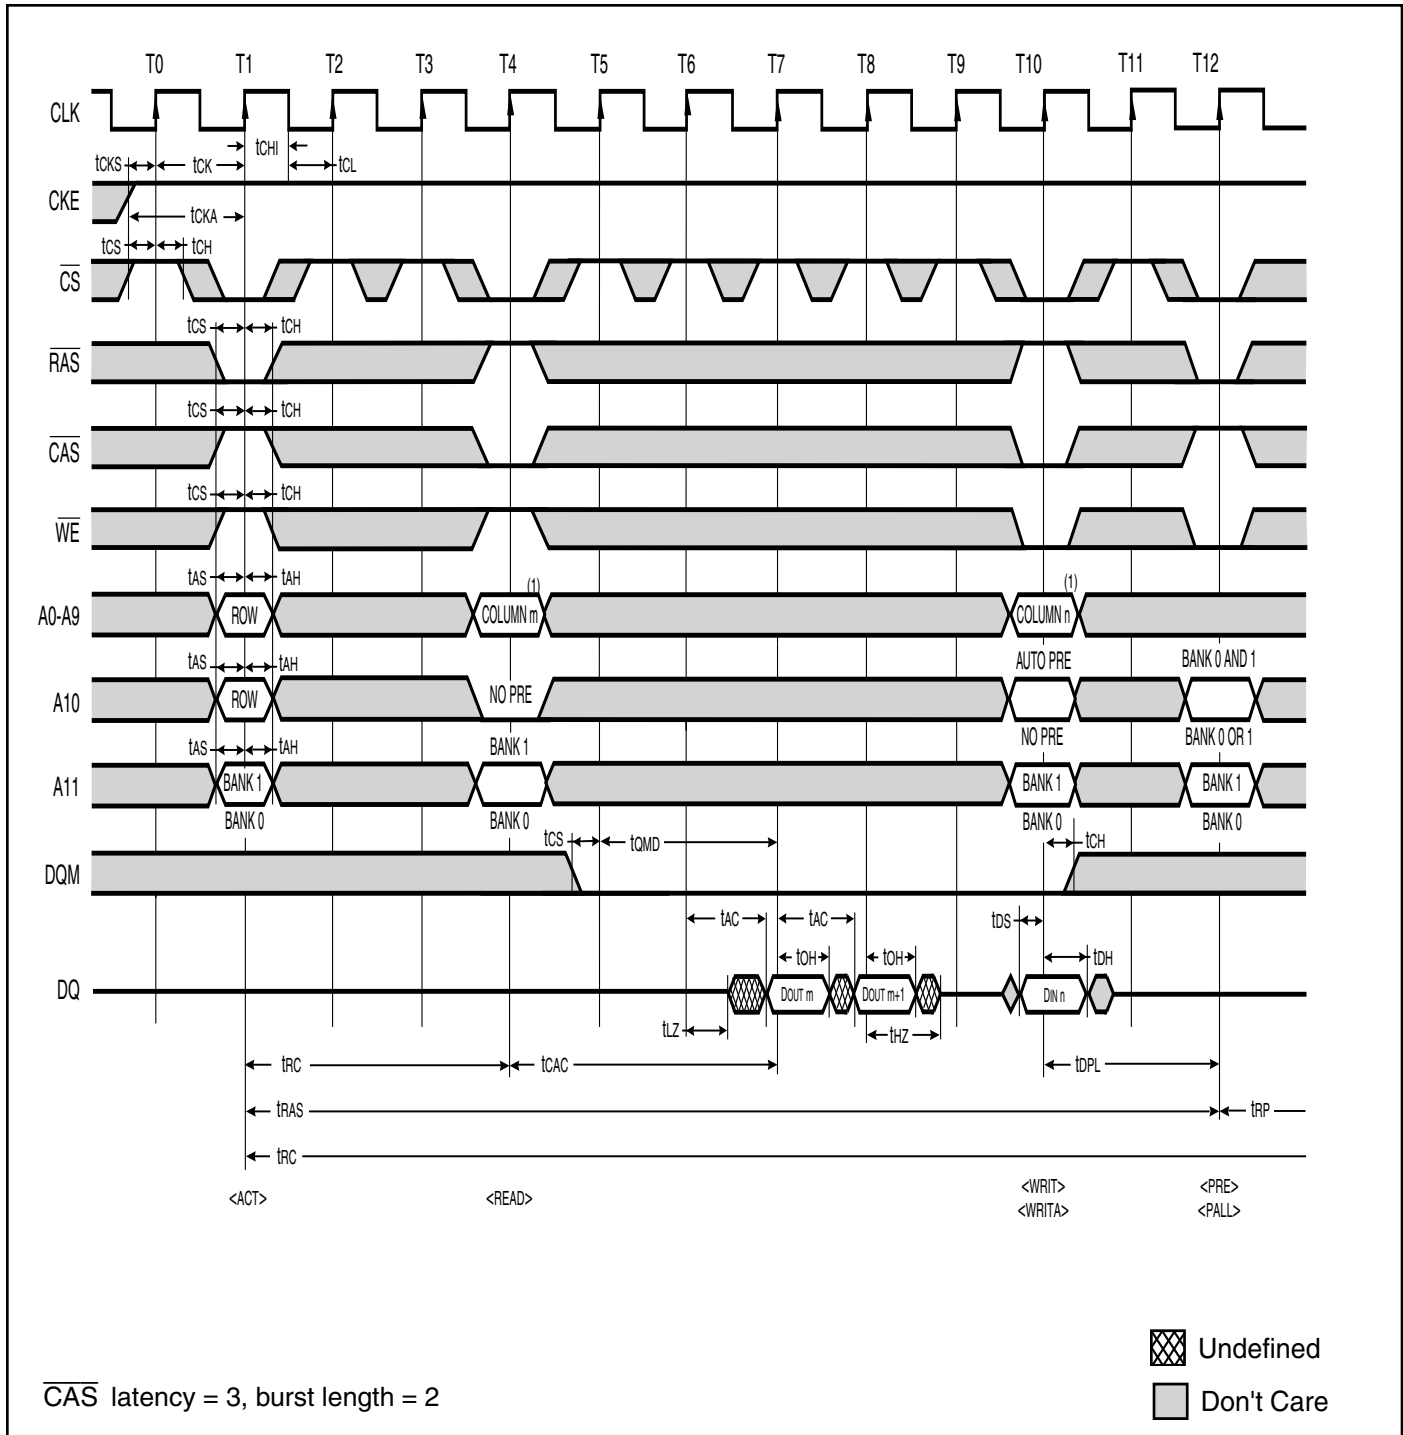 T0 T1 T2 T3 T4 T5 T6 T7 T8 T9 T10 T11 T12
CLK
tCHI
tCKS tCK tCL
CKE
tCKA
tCS tCH
CS
tCS tCH
RAS
tCS tCH
CAS
tCS tCH
WE
tAS tAH (1) (1)
A0-A9 ROW COLUMN m COLUMN n
tAS tAH AUTO PRE BANK 0 AND 1
A10 ROW NO PRE
tAS tAH BANK 1 NO PRE BANK 0 OR 1
A11 BANK 1 BANK 1 BANK 1
BANK 0 BANK 0 BANK 0 BANK 0
tCS tQMD tCH
DQM
tAC tAC tDS
tOH tOH tDH
DQ DOUT m DOUT m+1 DIN n
tLZ tHZ
tRC tCAC tDPL
tRAS tRP
tRC
<ACT> <READ> <WRIT> <PRE>
<WRITA> <PALL>
Undefined
CAS latency = 3, burst length = 2
Don't Care